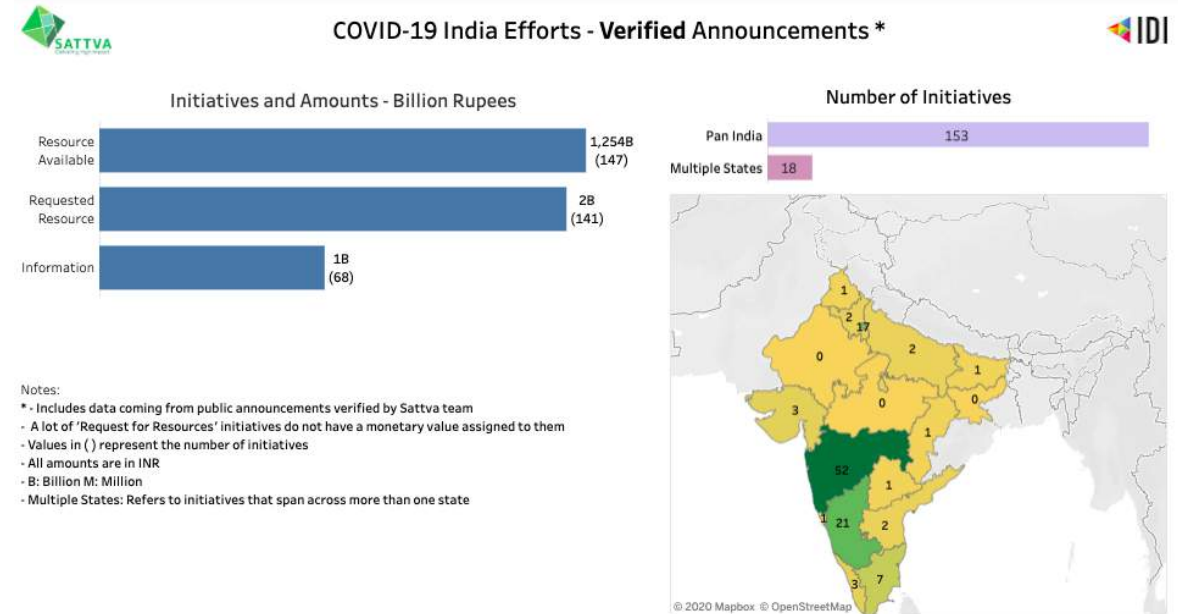 SATTVA
COVID-19 India Efforts - Verified Announcements *
IDI
Initiatives and Amounts - Billion Rupees
Resource
Available
1,254B
(147)
Requested
Resource
2B
(141)
Information
1B
(68)
Number of Initiatives
Pan India
153
Multiple States
18
1
2
17
0
2
1
0
0
3
1
52
1
1
21
2
3
7
© 2020 Mapbox © OpenStreetMap
Notes:
* - Includes data coming from public announcements verified by Sattva team
- A lot of 'Request for Resources' initiatives do not have a monetary value assigned to them
- Values in ( ) represent the number of initiatives
- All amounts are in INR
- B: Billion M: Million
- Multiple States: Refers to initiatives that span across more than one state